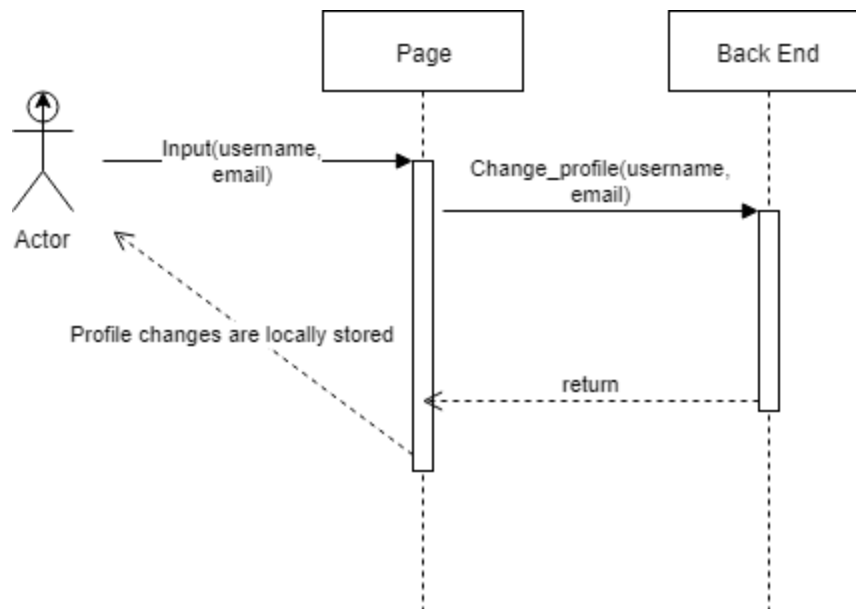 Page
Back End
Input(username,
email)
Change_profile(username,
email)
Actor
Profile changes are locally stored
return